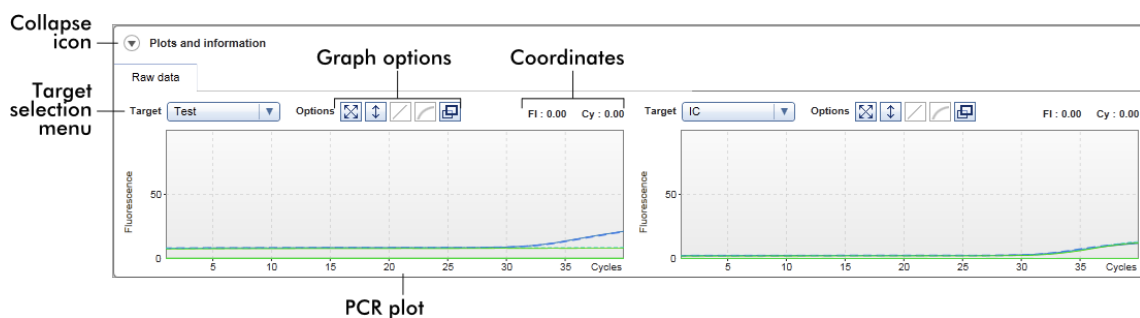 Collapse
icon
Plots and information
Graph options
Coordinates
Raw data
Target
selection
menu
Target Test Options FI : 0.00 Cy : 0.00
Target IC Options FI : 0.00 Cy : 0.00
Fluorescence
50
0
5 10 15 20 25 30 35 Cycles
Fluorescence
50
0
5 10 15 20 25 30 35 Cycles
PCR plot